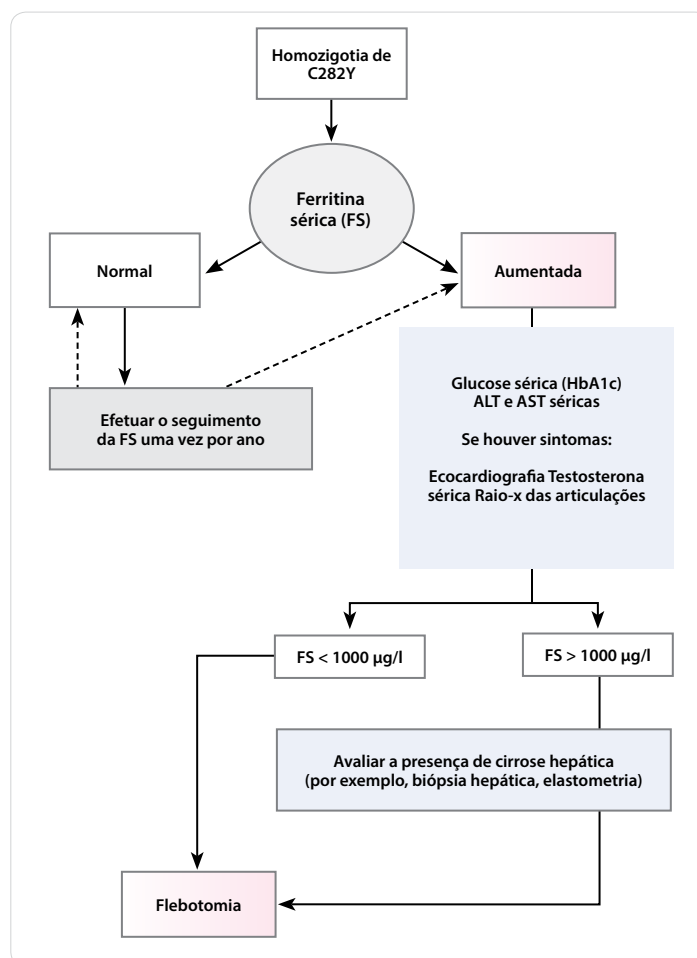 Homozigotia de
C282Y
Ferritina
sérica (FS)
Normal
Aumentada
Efetuar o seguimento
da FS uma vez por ano
Glucose sérica (HbA1c)
ALT e AST séricas
Se houver sintomas:
Ecocardiografia Testosterona
sérica Raio-x das articulações
FS < 1000 µg/l
FS > 1000 µg/l
Avaliar a presença de cirrose hepática
(por exemplo, biópsia hepática, elastometria)
Flebotomia